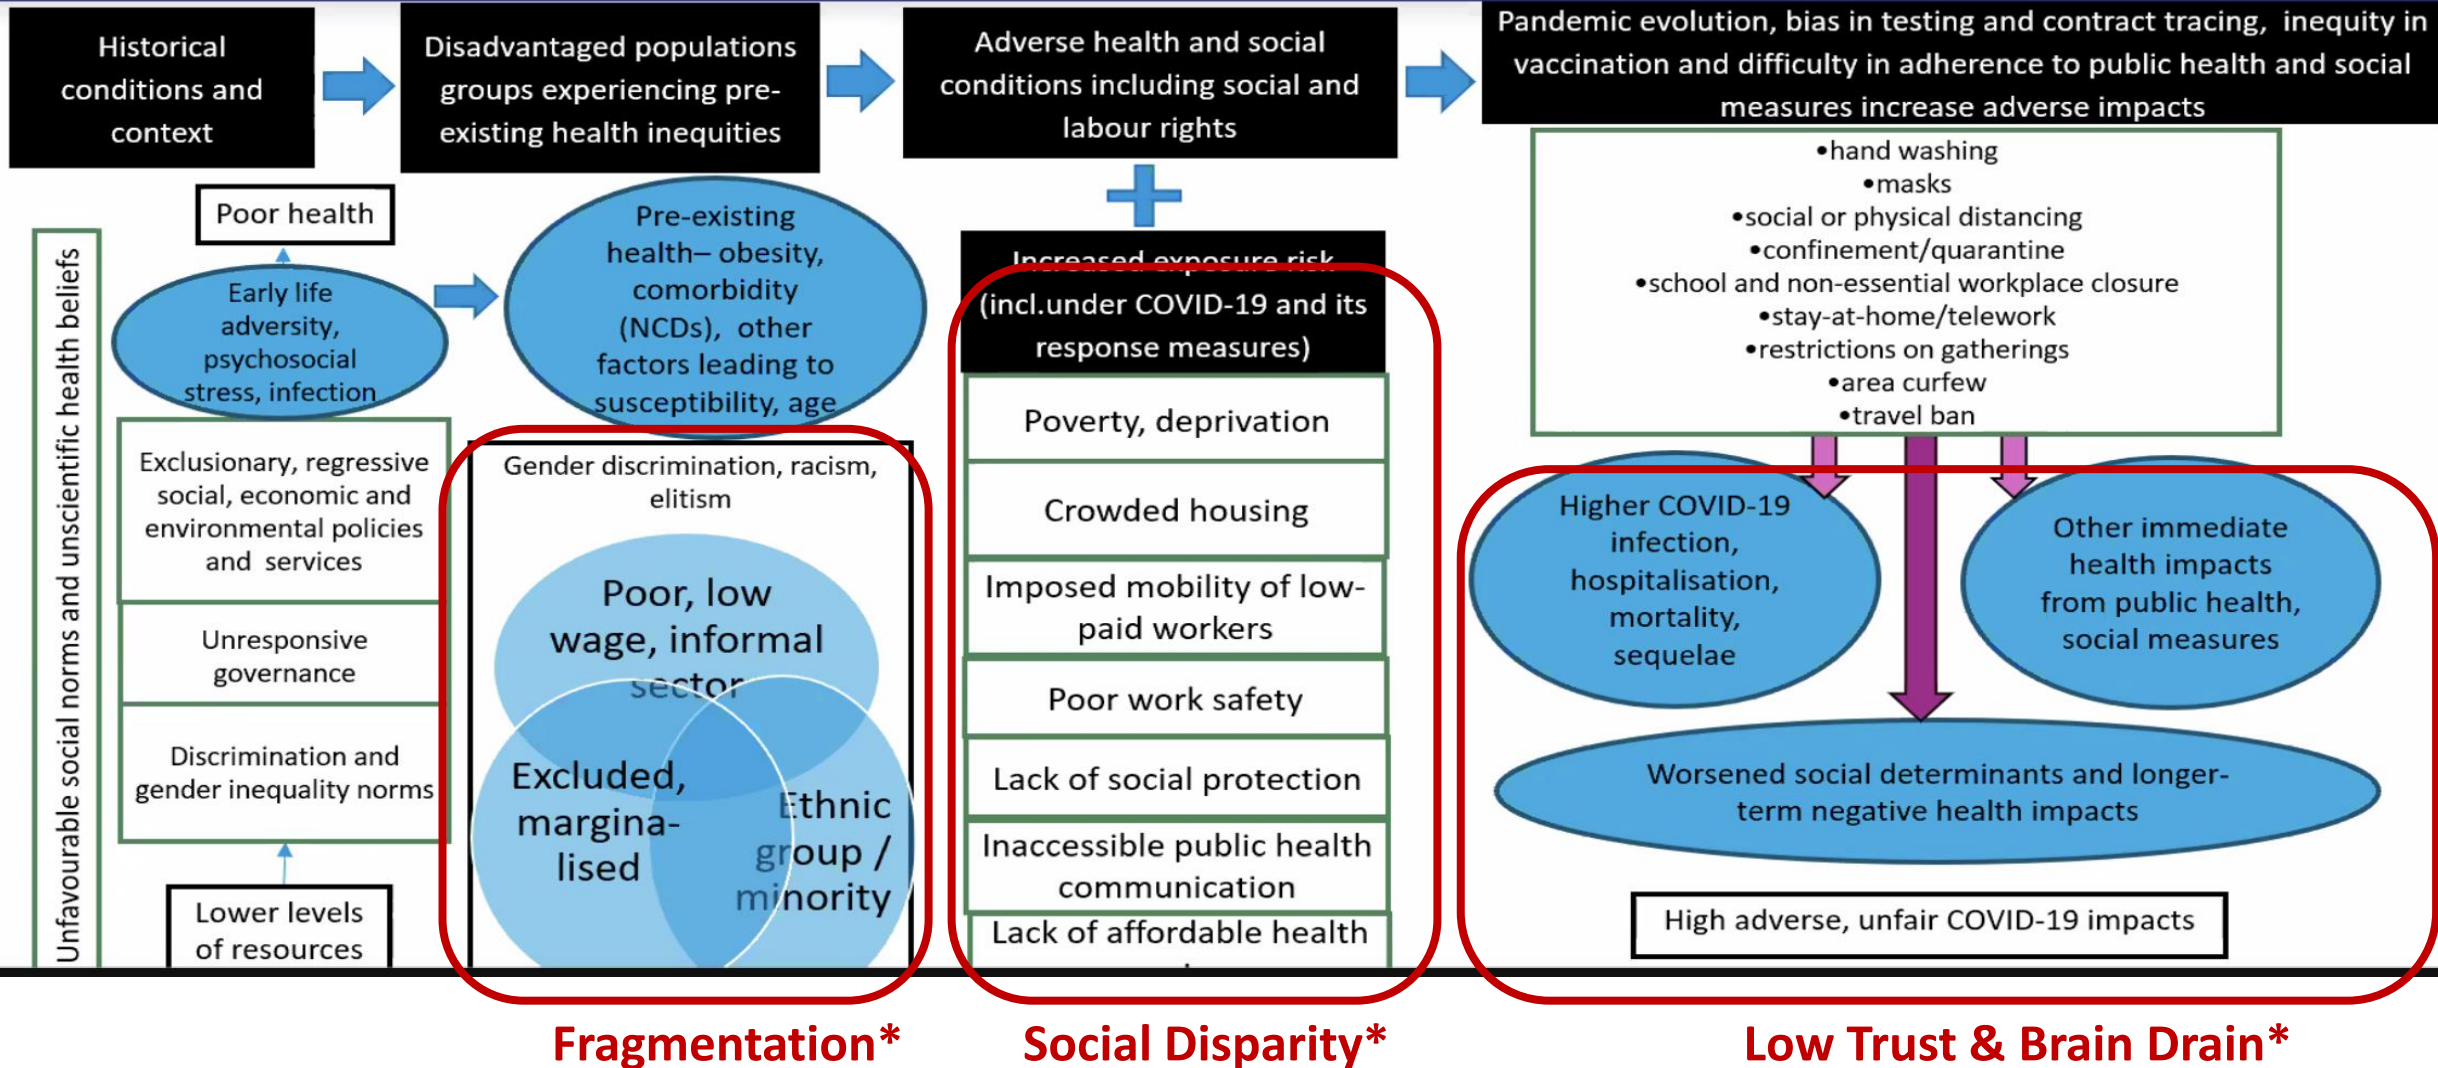 Historical
conditions and
context
Disadvantaged populations
groups experiencing pre-
existing health inequities
Adverse health and social
conditions including social and
labour rights
Pandemic evolution, bias in testing and contract tracing, inequity in
vaccination and difficulty in adherence to public health and social
measures increase adverse impacts
Unfavourable social norms and unscientific health beliefs
Poor health
Early life
adversity,
psychosocial
stress, infection
Exclusionary, regressive
social, economic and
environmental policies
and services
Unresponsive
governance
Discrimination and
gender inequality norms
Lower levels
of resources
Pre-existing
health– obesity,
comorbidity
(NCDs), other
factors leading to
susceptibility, age
Gender discrimination, racism,
elitism
Poor, low
wage, informal
sector
Excluded,
margina-
lised
Ethnic
group /
minority
Increased exposure risk
(incl.under COVID-19 and its
response measures)
Poverty, deprivation
Crowded housing
Imposed mobility of low-
paid workers
Poor work safety
Lack of social protection
Inaccessible public health
communication
Lack of affordable health
•hand washing
•masks
•social or physical distancing
•confinement/quarantine
•school and non-essential workplace closure
•stay-at-home/telework
•restrictions on gatherings
•area curfew
•travel ban
Higher COVID-19
infection,
hospitalisation,
mortality,
sequelae
Other immediate
health impacts
from public health,
social measures
Worsened social determinants and longer-
term negative health impacts
High adverse, unfair COVID-19 impacts
Fragmentation*
Social Disparity*
Low Trust & Brain Drain*